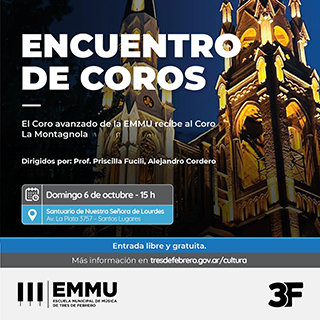 ENCUENTRO
DE COROS
El Coro avanzado de la EMMU recibe al Coro
La Montagnola
Dirigidos por: Prof. Priscilla Fucili, Alejandro Cordero
Domingo 6 de octubre - 15 h
Santuario de Nuestra Señora de Lourdes
Av. La Plata 3757 - Santos Lugares
Entrada libre y gratuita.
Más información en tresdefebrero.gov.ar/cultura
EMMU
ESCUELA MUNICIPAL DE MÚSICA
DE TRES DE FEBRERO
3F